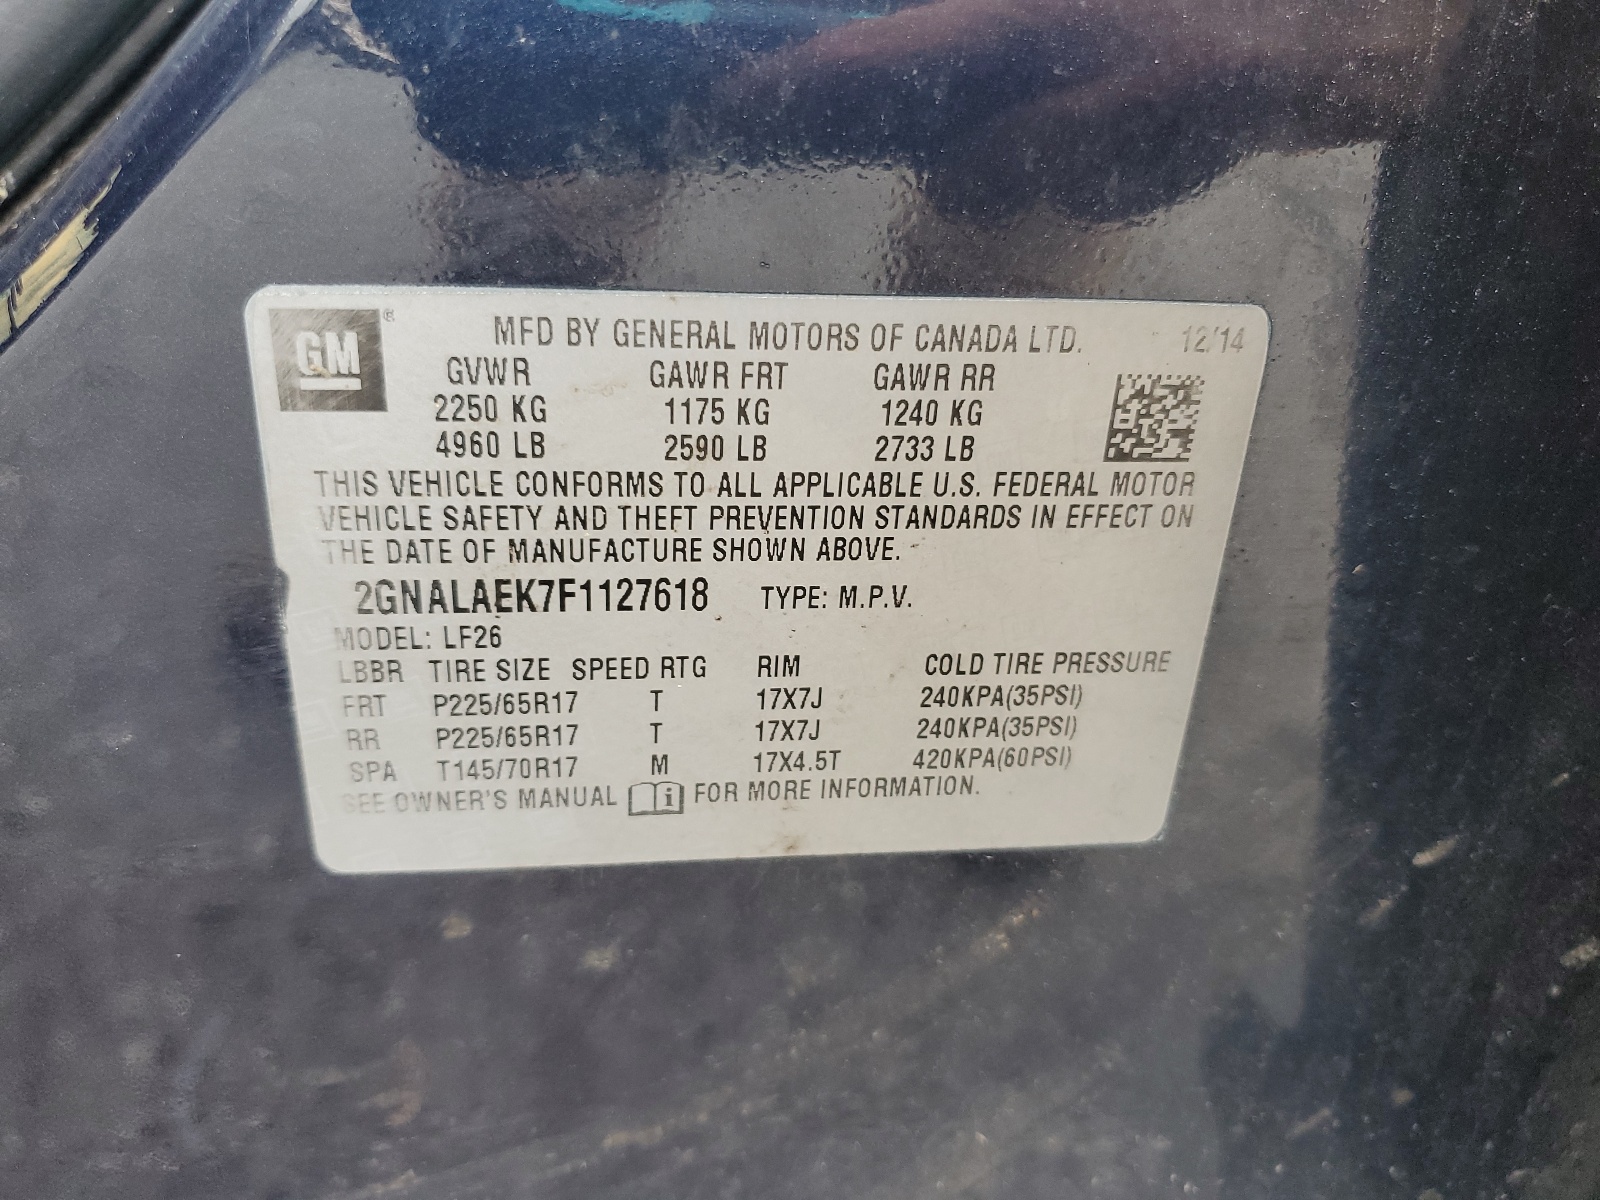 GM ®
MFD BY GENERAL MOTORS OF CANADA LTD. 12/14
GVWR GAWR FRT GAWR RR
2250 KG 1175 KG 1240 KG
4960 LB 2590 LB 2733 LB
THIS VEHICLE CONFORMS TO ALL APPLICABLE U.S. FEDERAL MOTOR
VEHICLE SAFETY AND THEFT PREVENTION STANDARDS IN EFFECT ON
THE DATE OF MANUFACTURE SHOWN ABOVE.
2GNALAEK7F1127618 TYPE: M.P.V.
MODEL: LF26
LBBR TIRE SIZE SPEED RTG RIM COLD TIRE PRESSURE
FRT P225/65R17 T 17X7J 240KPA(35PSI)
RR P225/65R17 T 17X7J 240KPA(35PSI)
SPA T145/70R17 M 17X4.5T 420KPA(60PSI)
SEE OWNER'S MANUAL i FOR MORE INFORMATION.